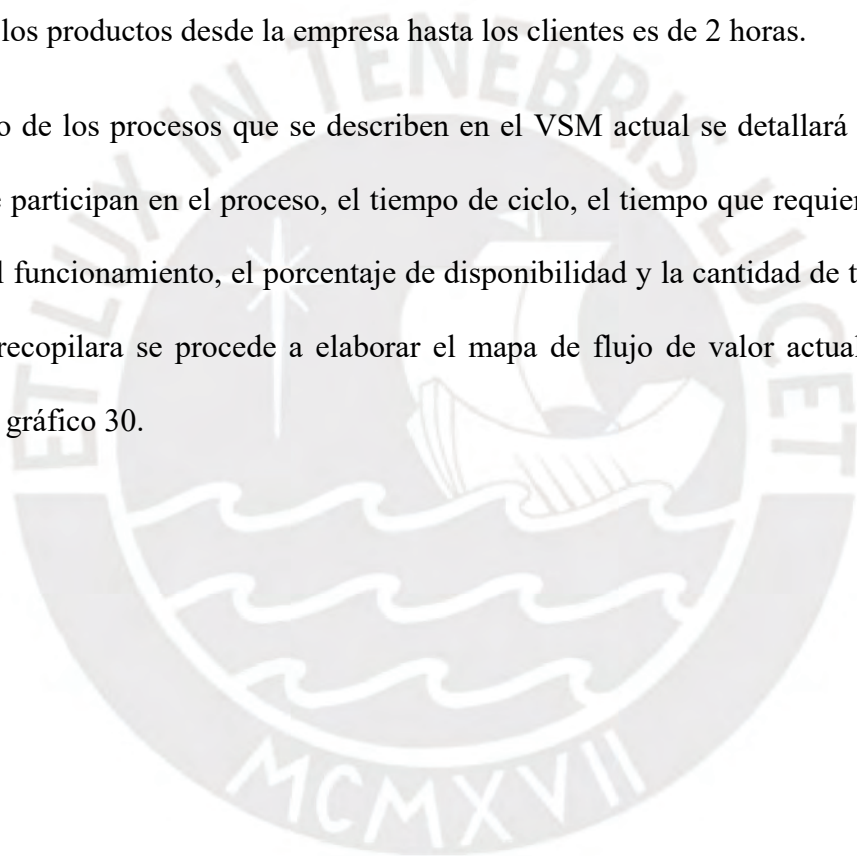 los productos desde la empresa hasta los clientes es de 2 horas.
o de los procesos que se describen en el VSM actual se detallará
participan en el proceso, el tiempo de ciclo, el tiempo que requier
l funcionamiento, el porcentaje de disponibilidad y la cantidad de t
recopilara se procede a elaborar el mapa de flujo de valor actual
gráfico 30.
ET LUX IN TENEBRIS LUCET
MCMXVII